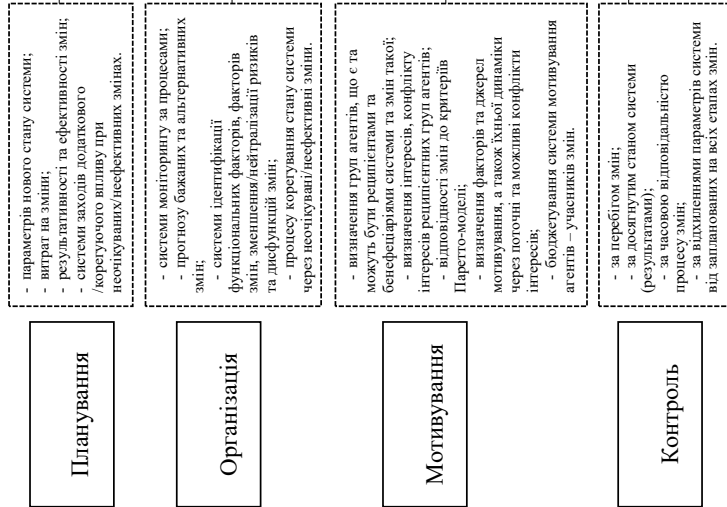 Планування
- параметрів нового стану системи;
- витрат на зміни;
- результативності та ефективності змін;
- системи заходів додаткового
/корегуючого впливу при
неочікуваних/неефективних змінах.
Організація
- системи моніторингу за процесами;
- прогнозу бажаних та альтернативних
змін;
- системи ідентифікації
функціональних факторів, факторів
змін, зменшення/нейтралізації ризиків
та дисфункцій змін;
- процесу корегування стану системи
через неочікувані/неефективні зміни.
Мотивування
- визначення груп агентів, що є та
можуть бути реципієнтами та
бенефеціарями системи та змін такої;
- визначення інтересів, конфлікту
інтересів реципієнтних груп агентів;
- відповідності змін до критеріїв
Паретто-моделі;
- визначення факторів та джерел
мотивування, а також їхньої динаміки
через поточні та можливі конфлікти
інтересів;
- бюджетування системи мотивування
агентів – учасників змін.
Контроль
- за перебігом змін;
- за досягнутим станом системи
(результатами);
- за часовою відповідальністю
процесу змін;
- за відхиленнями параметрів системи
від запланованих на всіх етапах змін.